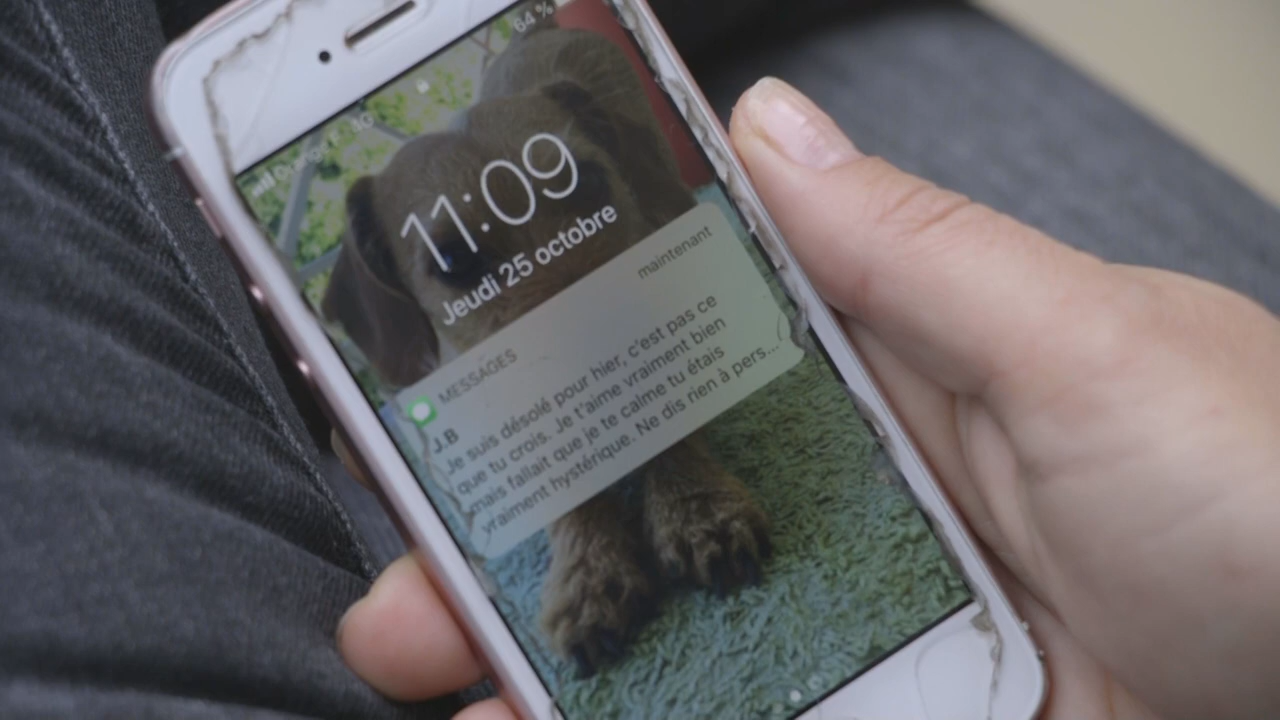 3G
64 %
11:09
Jeudi 25 octobre
MESSAGES
maintenant
J.B
Je suis désolé pour hier, c'est pas ce
que tu crois. Je t'aime vraiment bien
mais fallait que je te calme tu étais
vraiment hystérique. Ne dis rien à pers...